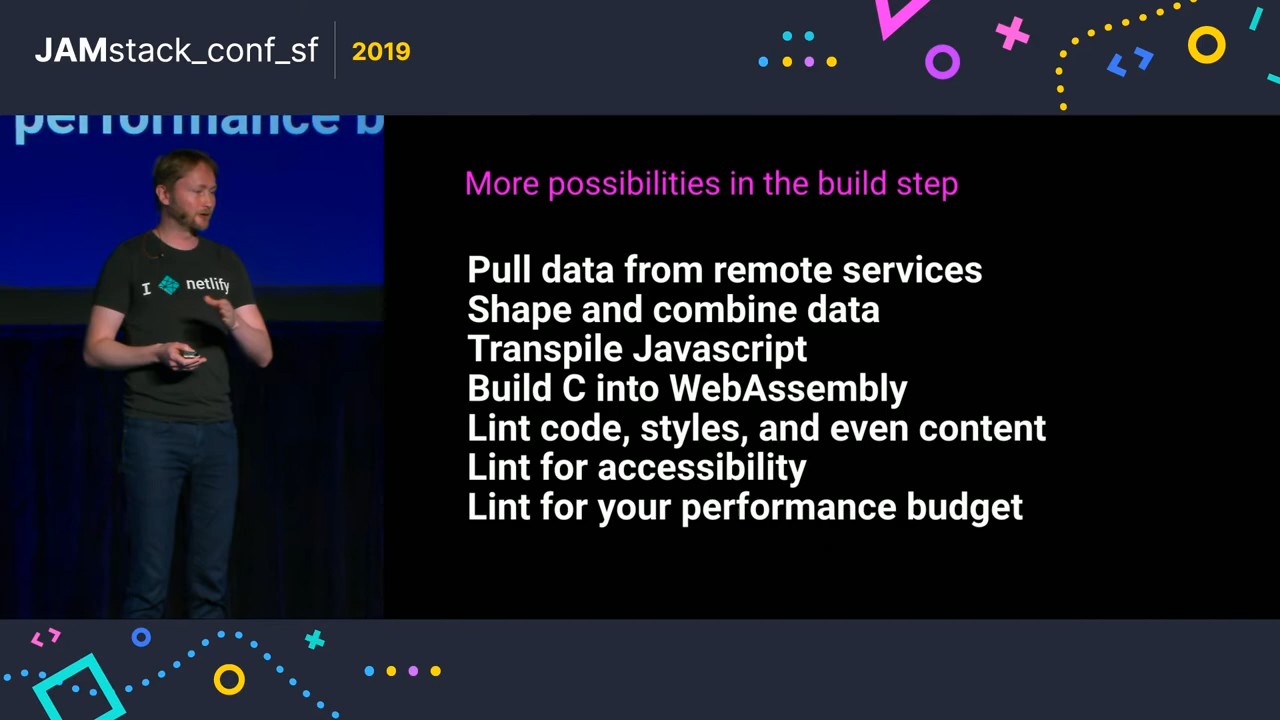 JAMstack_conf_sf
2019
performance b
I netlify
More possibilities in the build step
Pull data from remote services
Shape and combine data
Transpile Javascript
Build C into WebAssembly
Lint code, styles, and even content
Lint for accessibility
Lint for your performance budget